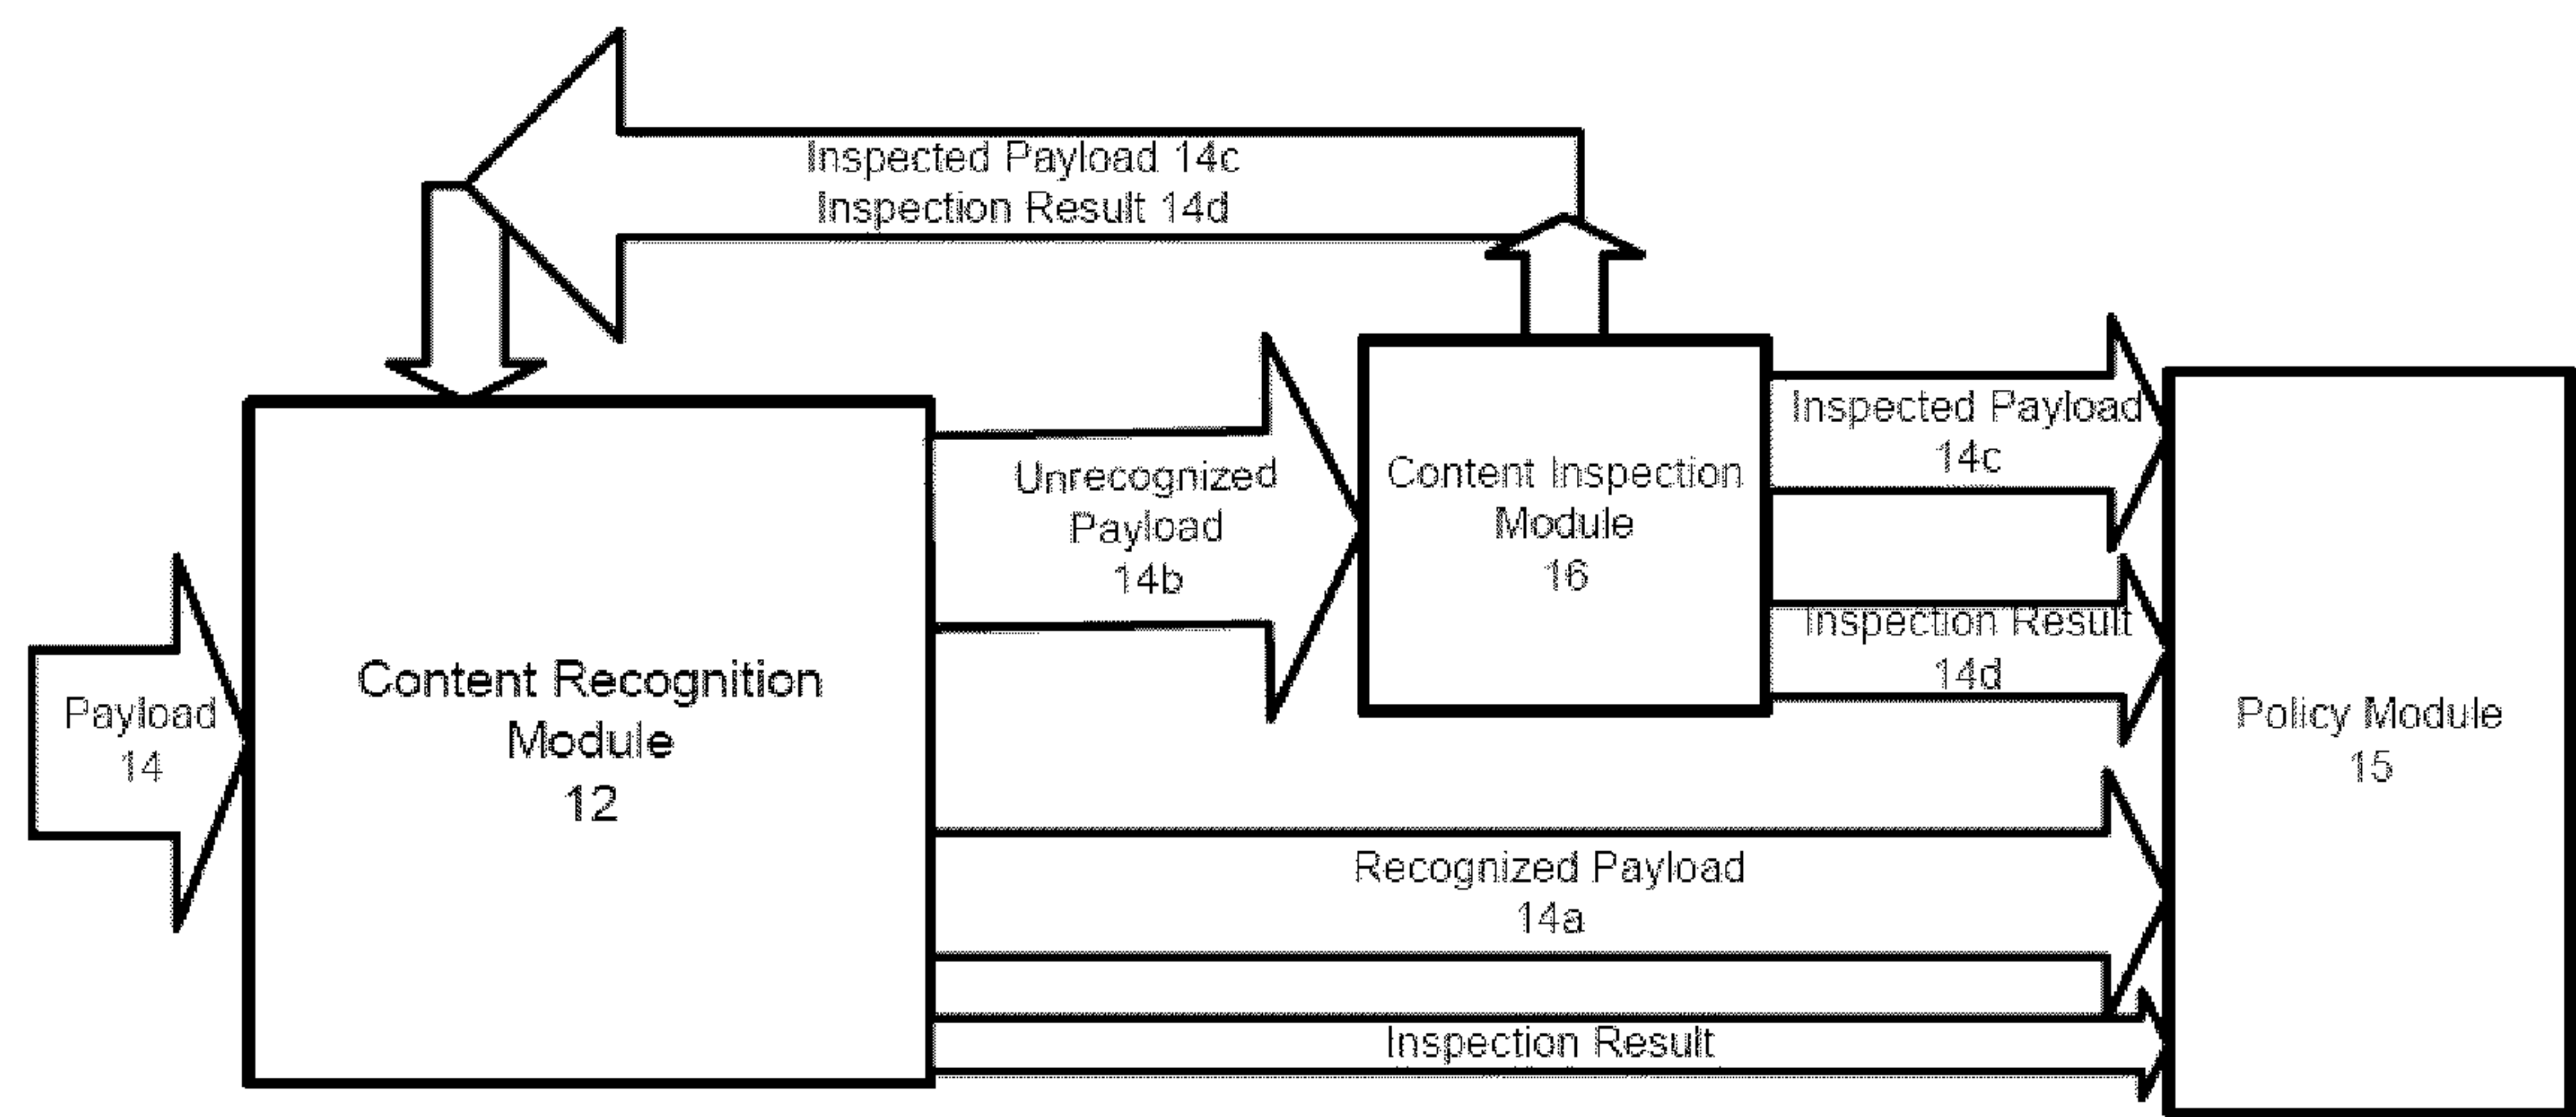 Inspected Payload 14c
Inspection Result 14d
Payload
14
Content Recognition
Module
12
Unrecognized
Payload
14b
Content Inspection
Module
16
Inspected Payload
14c
Inspection Result
14d
Recognized Payload
14a
Inspection Result
Policy Module
15